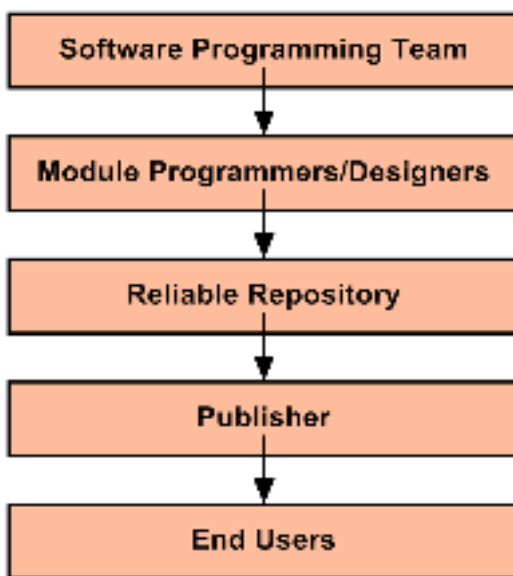 Software Programming Team
Module Programmers/Designers
Reliable Repository
Publisher
End Users